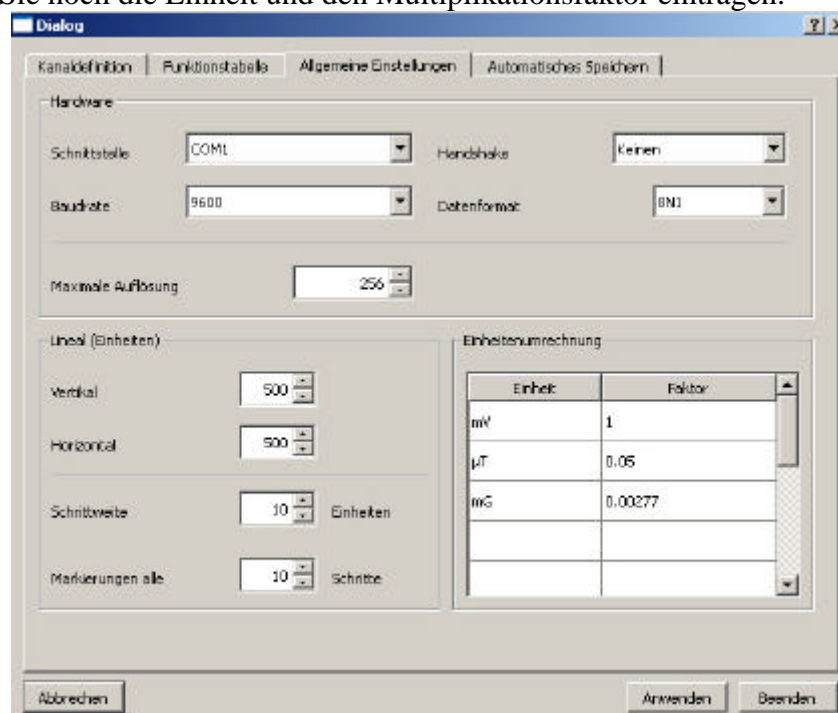 Sie noch die Einheit und den Multiplikationsfaktor eintragen.
Dialog
Kanaldefinition Funktionstabelle Allgemeine Einstellungen Automatisches Speichern
Hardware
Schnittstelle COM1 Handshake Keinen
Baudrate 9600 Datenformat 8N1
Maximale Auflösung 256
Lineal (Einheiten) Einheitenumrechnung
Einheit Faktor
Vertikal 500
mV 1
Horizontal 500
µT 0.05
Schrittweite 10 Einheiten
mG 0.00277
Markierungen alle 10 Schritte
Abbrechen Anwenden Beenden